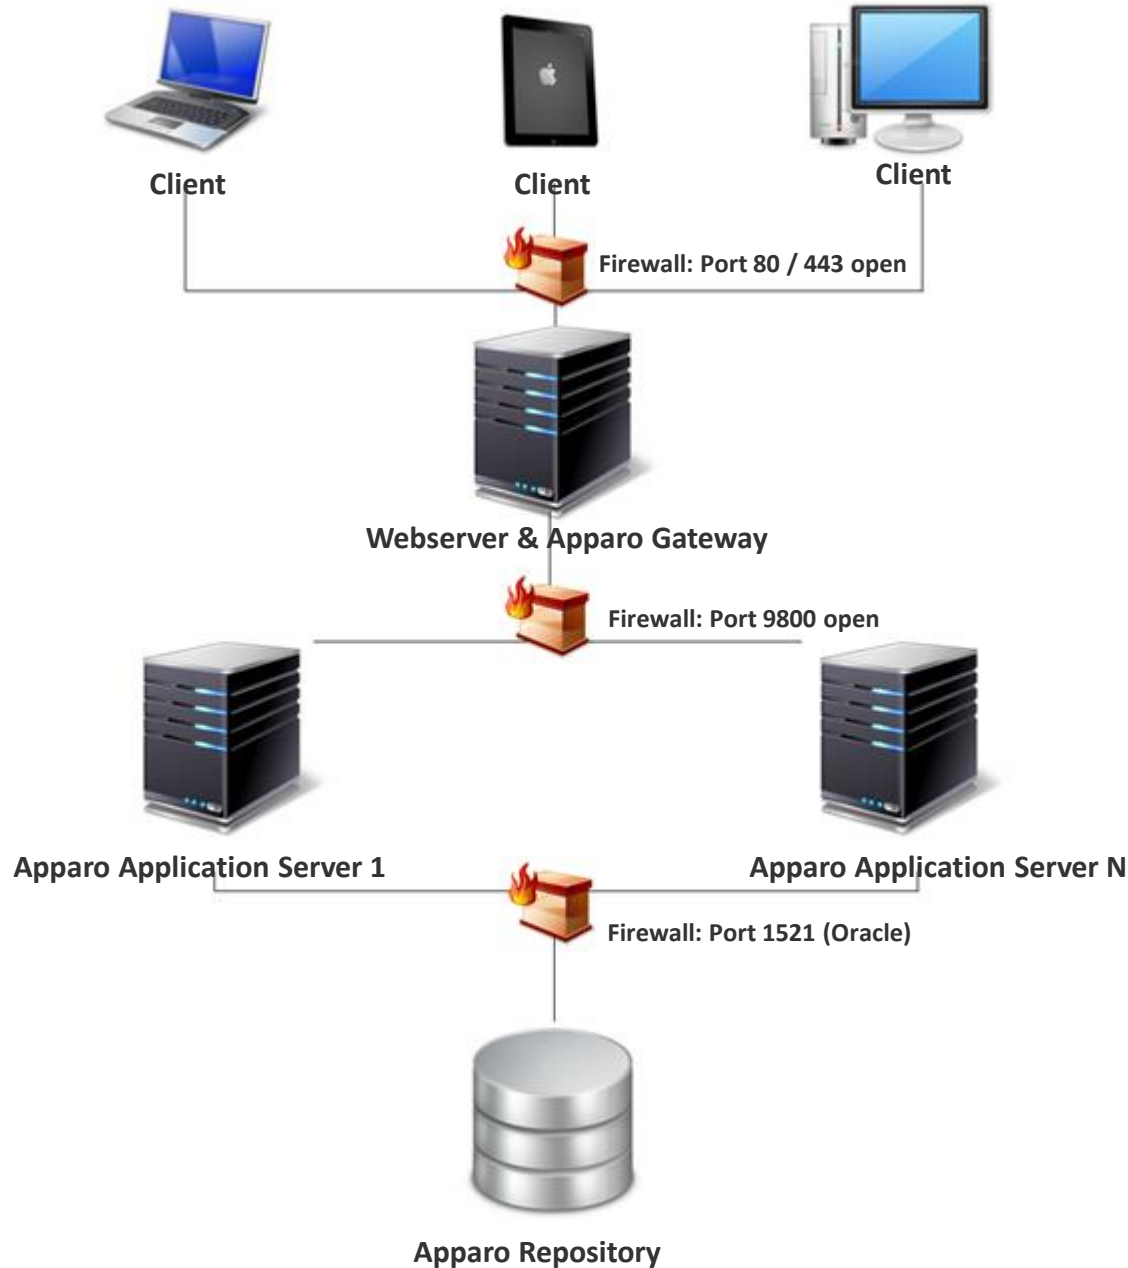 Client
Client
Client
Firewall: Port 80 / 443 open
Webserver & Apparo Gateway
Firewall: Port 9800 open
Apparo Application Server 1
Apparo Application Server N
Firewall: Port 1521 (Oracle)
Apparo Repository